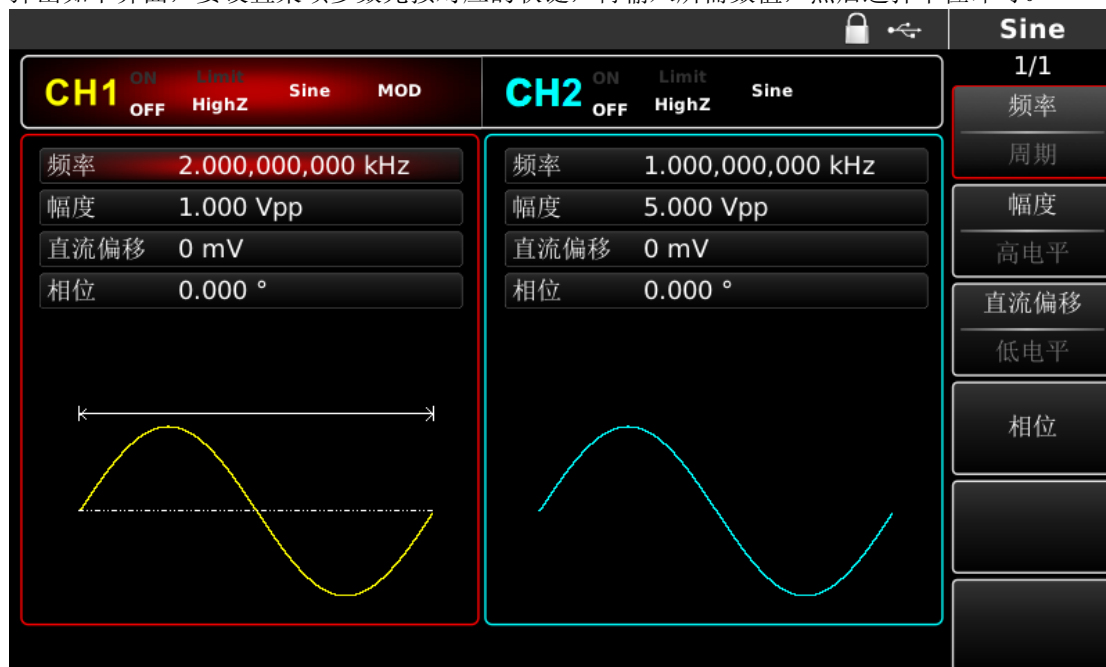 Sine
1/1
CH1 ON OFF Limit HighZ Sine MOD
CH2 ON OFF Limit HighZ Sine
频率 2.000,000,000 kHz
幅度 1.000 Vpp
直流偏移 0 mV
相位 0.000 °
频率 1.000,000,000 kHz
幅度 5.000 Vpp
直流偏移 0 mV
相位 0.000 °
频率
周期
幅度
高电平
直流偏移
低电平
相位